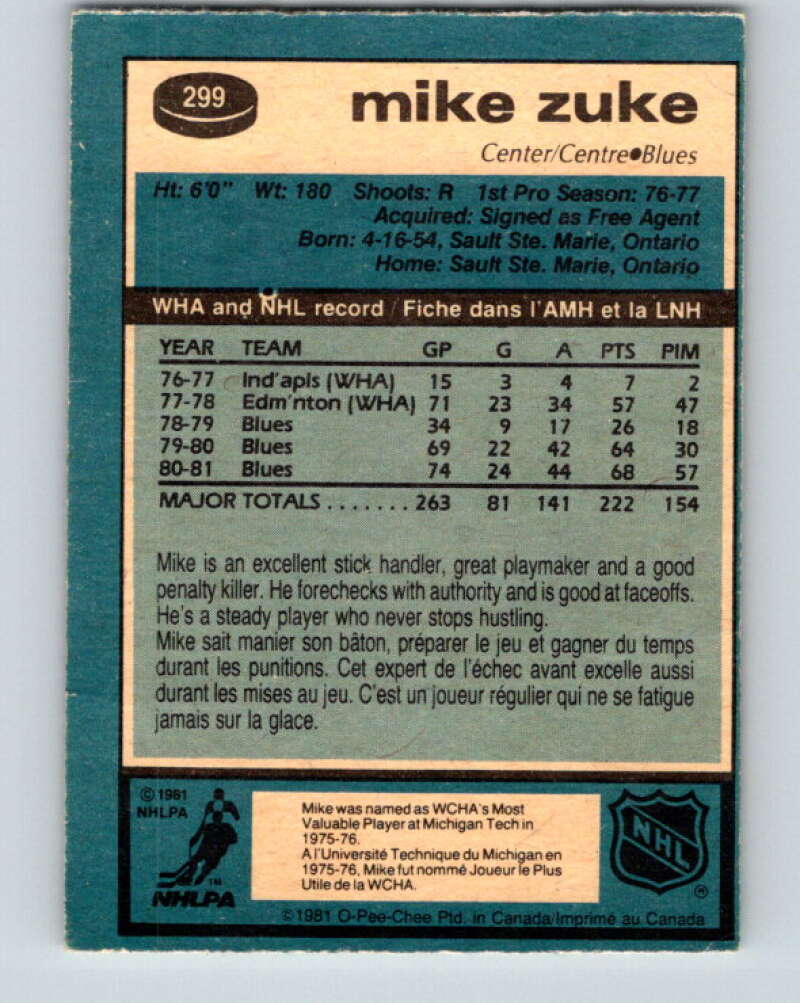 299
mike zuke
Center/Centre●Blues
Ht: 6'0" Wt: 180 Shoots: R 1st Pro Season: 76-77
Acquired: Signed as Free Agent
Born: 4-16-54, Sault Ste. Marie, Ontario
Home: Sault Ste. Marie, Ontario
WHA and NHL record / Fiche dans l'AMH et la LNH
YEAR TEAM GP G A PTS PIM
76-77 Ind'apls (WHA) 15 3 4 7 2
77-78 Edm'nton (WHA) 71 23 34 57 47
78-79 Blues 34 9 17 26 18
79-80 Blues 69 22 42 64 30
80-81 Blues 74 24 44 68 57
MAJOR TOTALS ....... 263 81 141 222 154
Mike is an excellent stick handler, great playmaker and a good
penalty killer. He forechecks with authority and is good at faceoffs.
He's a steady player who never stops hustling.
Mike sait manier son bâton, préparer le jeu et gagner du temps
durant les punitions. Cet expert de l'échec avant excelle aussi
durant les mises au jeu. C'est un joueur régulier qui ne se fatigue
jamais sur la glace.
© 1981
NHLPA
TM
NHLPA
Mike was named as WCHA's Most
Valuable Player at Michigan Tech in
1975-76.
A l'Université Technique du Michigan en
1975-76, Mike fut nommé Joueur le Plus
Utile de la WCHA.
NHL
®
© 1981 O-Pee-Chee Ptd. in Canada/Imprimé au Canada